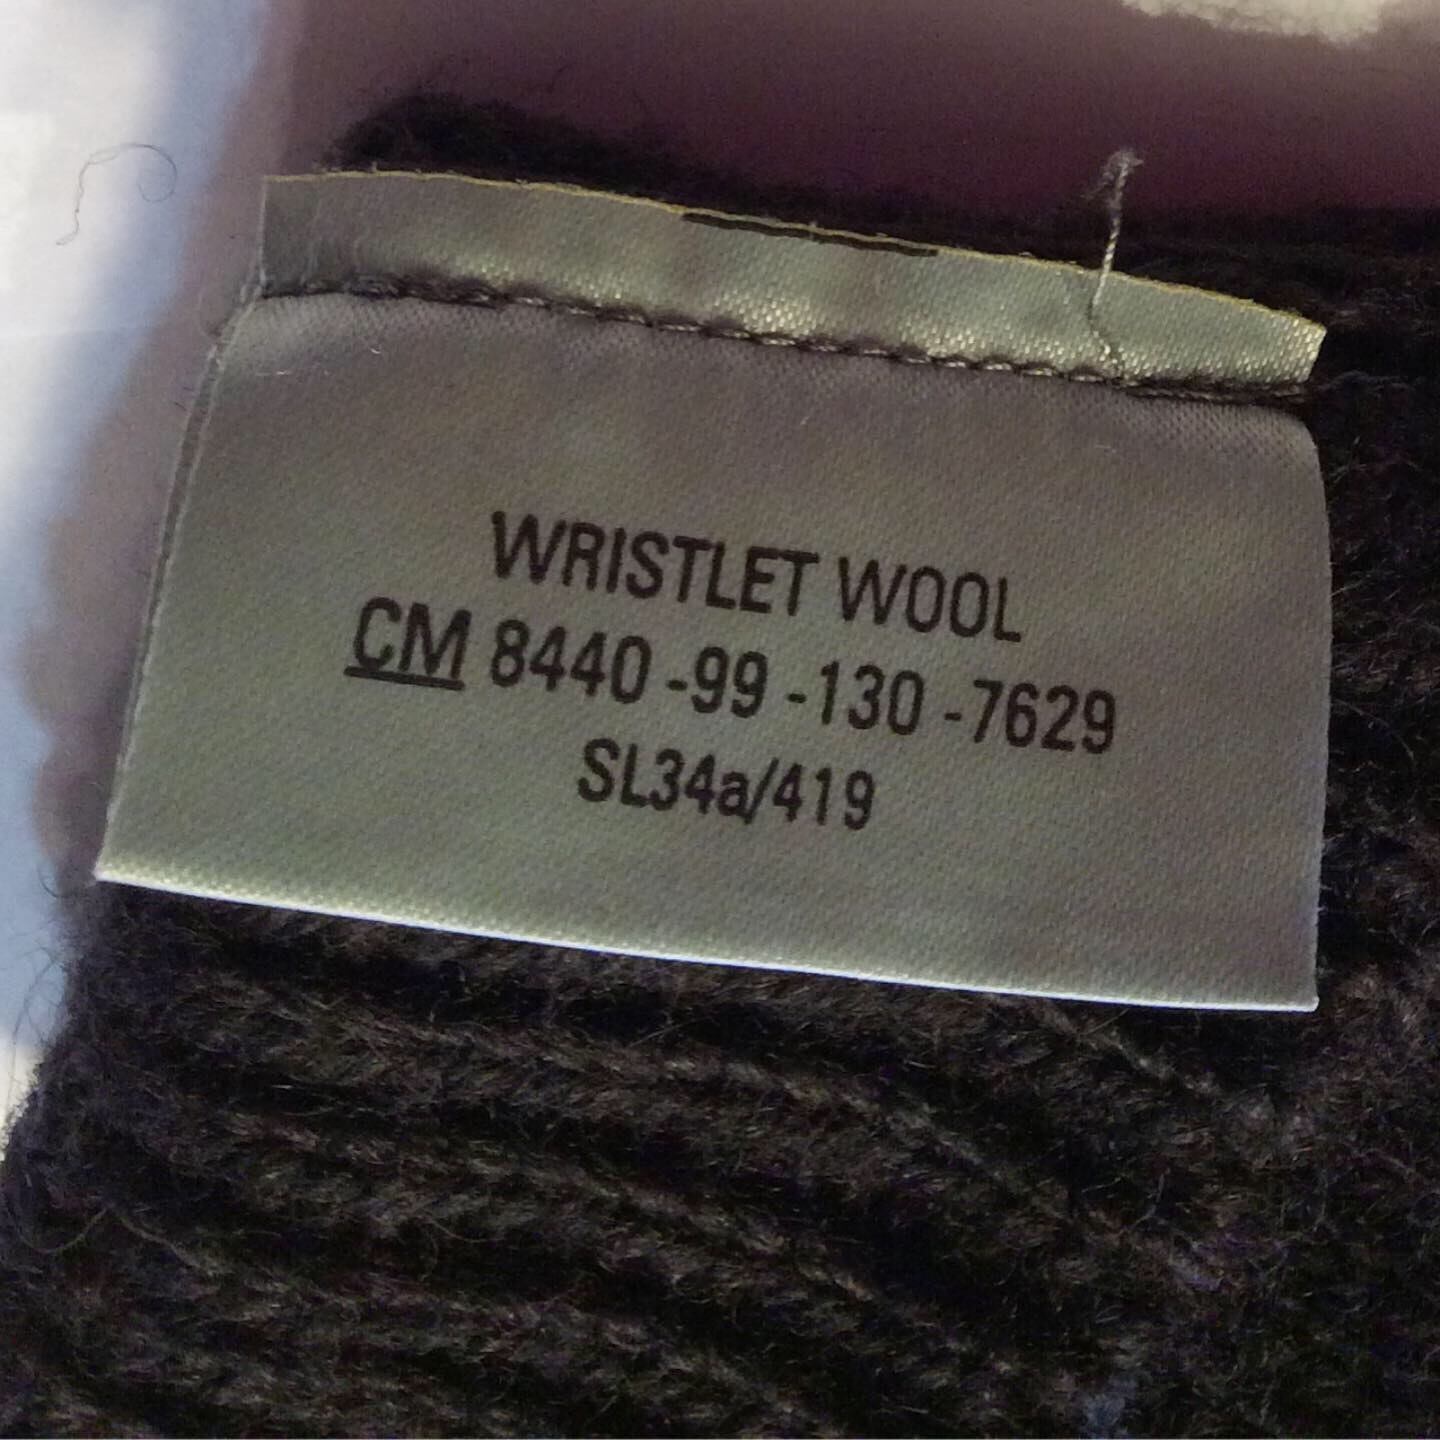 WRISTLET WOOL
CM 8440 -99 -130 -7629
SL34a/419